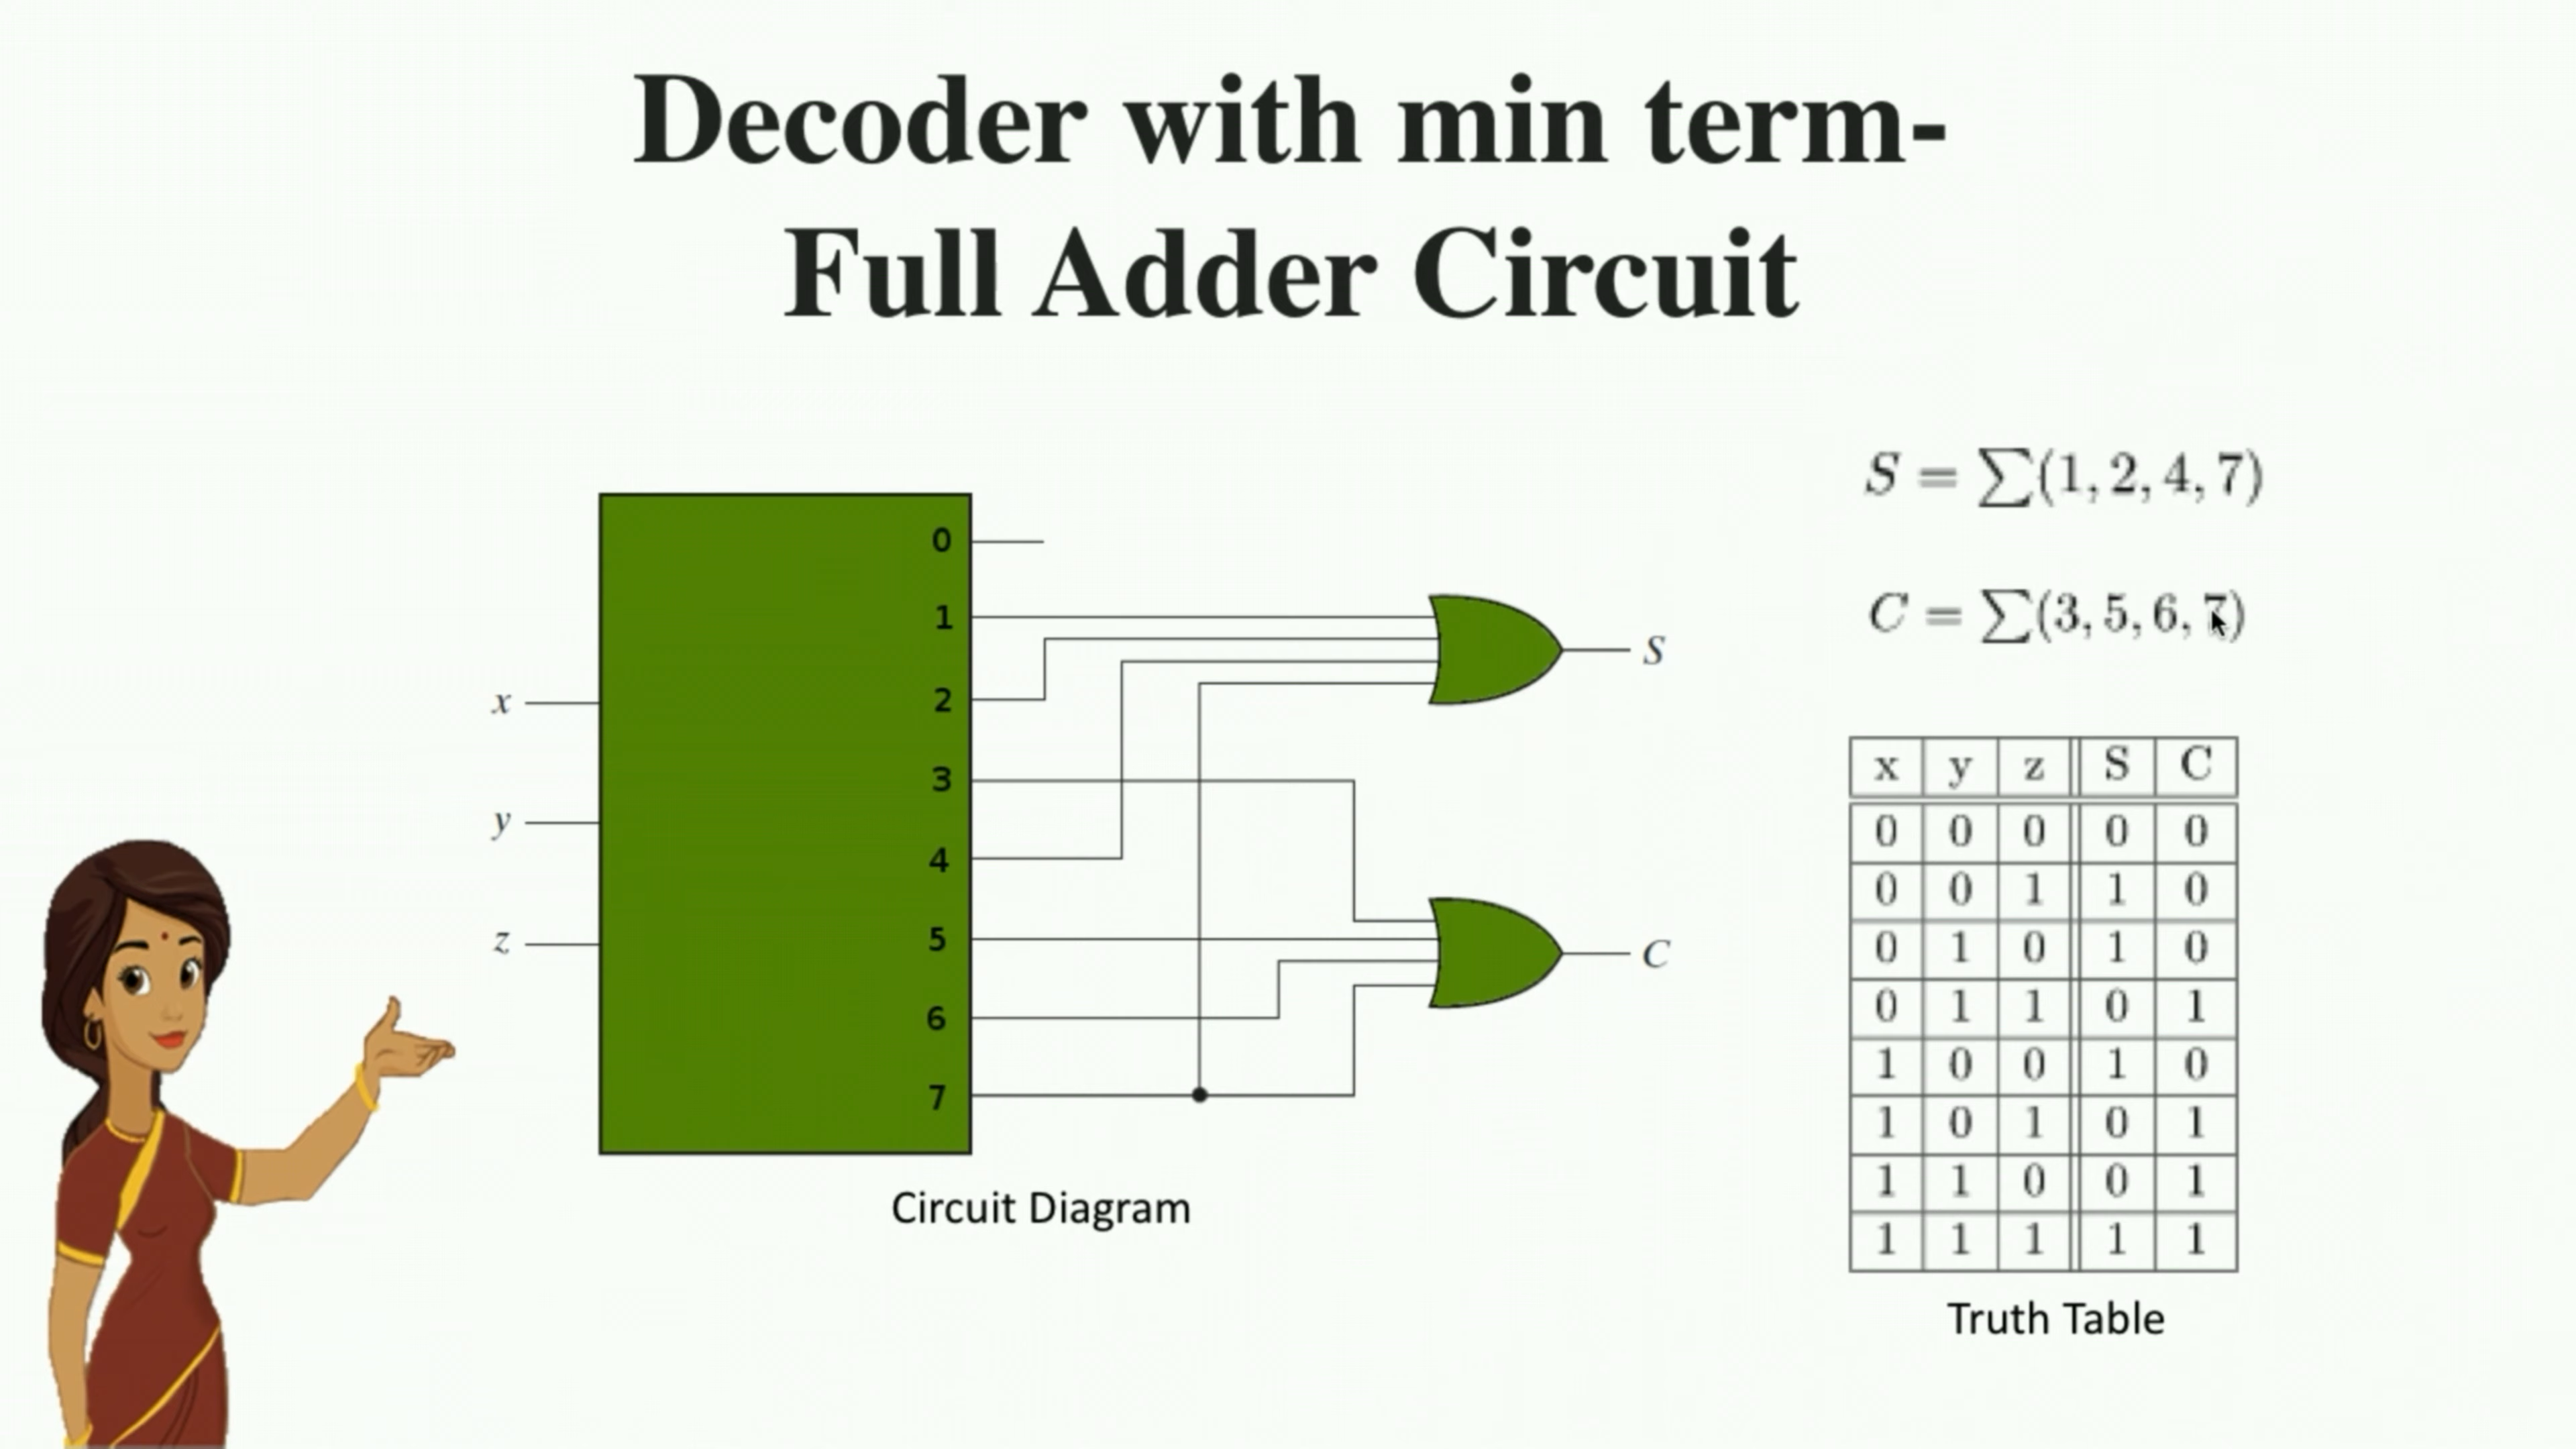 Decoder with min term-
Full Adder Circuit
S = ∑(1, 2, 4, 7)
C = ∑(3, 5, 6, 7)
0
1
2
3
4
5
6
7
x
y
z
S
C
Circuit Diagram
x y z S C
0 0 0 0 0
0 0 1 1 0
0 1 0 1 0
0 1 1 0 1
1 0 0 1 0
1 0 1 0 1
1 1 0 0 1
1 1 1 1 1
Truth Table